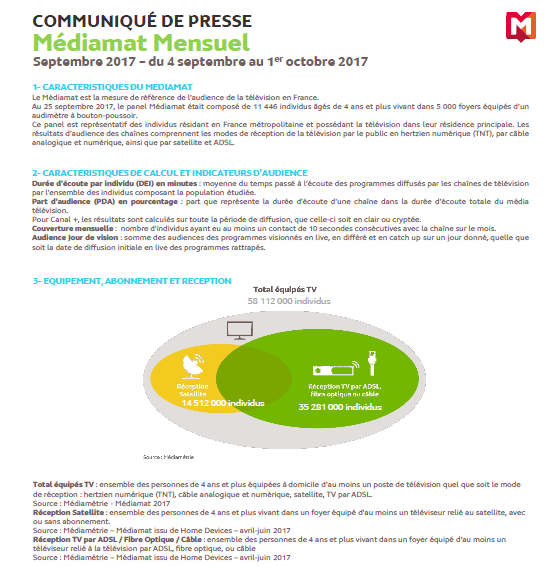 COMMUNIQUÉ DE PRESSE
Médiamat Mensuel
Septembre 2017 – du 4 septembre au 1er octobre 2017
1- CARACTERISTIQUES DU MEDIAMAT
Le Médiamat est la mesure de référence de l'audience de la télévision en France.
Au 25 septembre 2017, le panel Médiamat était composé de 11 446 individus âgés de 4 ans et plus vivant dans 5 000 foyers équipés d'un
audimètre à bouton-poussoir.
Ce panel est représentatif des individus résidant en France métropolitaine et possédant la télévision dans leur résidence principale. Les
résultats d'audience des chaînes comprennent les modes de réception de la télévision par le public en hertzien numérique (TNT), par câble
analogique et numérique, ainsi que par satellite et ADSL.
2- CARACTERISTIQUES DE CALCUL ET INDICATEURS D'AUDIENCE
Durée d'écoute par individu (DEI) en minutes : moyenne du temps passé à l'écoute des programmes diffusés par les chaînes de télévision
par l'ensemble des individus composant la population étudiée.
Part d'audience (PDA) en pourcentage : part que représente la durée d'écoute d'une chaîne dans la durée d'écoute totale du média
télévision.
Pour Canal +, les résultats sont calculés sur toute la période de diffusion, que celle-ci soit en clair ou cryptée.
Couverture mensuelle : nombre d'individus ayant eu au moins un contact de 10 secondes consécutives avec la chaîne sur le mois.
Audience Jour de vision : somme des audiences des programmes visionnés en live, en différé et en catch up sur un jour donné, quelle que
soit la date de diffusion initiale en live des programmes rattrapés.
3- EQUIPEMENT, ABONNEMENT ET RECEPTION
Total équipés TV
58 112 000 individus
Réception
Satellite
14 512 000 individus
Réception TV par ADSL,
fibre optique ou câble
35 281 000 individus
Source : Médiamétrie
Total équipés TV : ensemble des personnes de 4 ans et plus équipées à domicile d'au moins un poste de télévision quel que soit le mode
de réception : hertzien numérique (TNT), câble analogique et numérique, satellite, TV par ADSL.
Source : Médiamétrie - Médiamat 2017
Réception Satellite : ensemble des personnes de 4 ans et plus vivant dans un foyer équipé d'au moins un téléviseur relié au satellite, avec
ou sans abonnement.
Source : Médiamétrie – Médiamat issu de Home Devices – avril-juin 2017
Réception TV par ADSL / Fibre Optique / Câble : ensemble des personnes de 4 ans et plus vivant dans un foyer équipé d'au moins un
téléviseur relié à la télévision par ADSL, fibre optique, ou câble
Source : Médiamétrie – Médiamat issu de Home Devices – avril-juin 2017